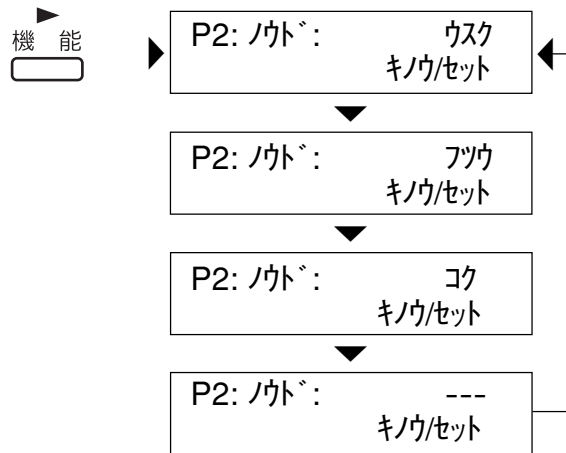 機 能
P2: ノウド: ウスク
キノウ/セット
P2: ノウド: フツウ
キノウ/セット
P2: ノウド: コク
キノウ/セット
P2: ノウド: ---
キノウ/セット